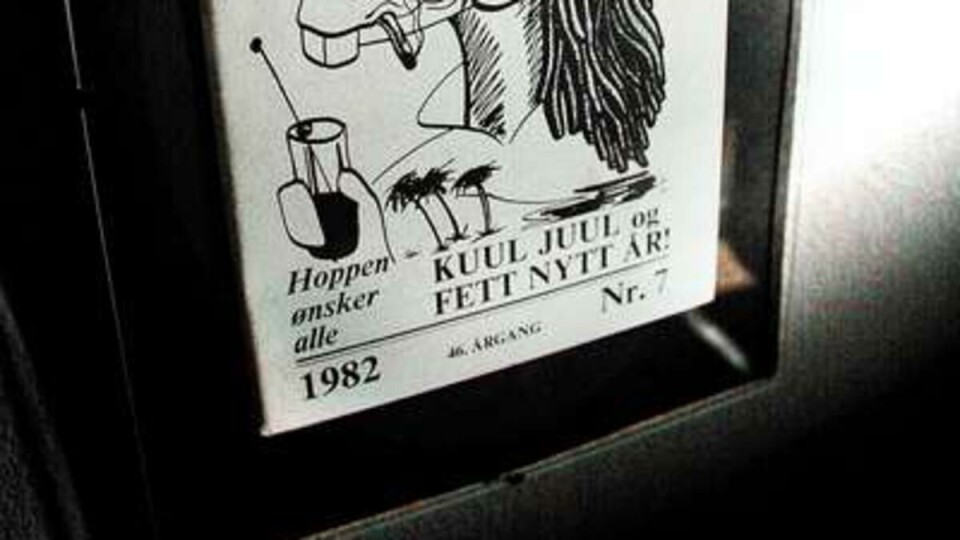 Hoppen
ønsker
alle
KUUL JUUL og
FETT NYTT ÅR!
1982
46. ÅRGANG
Nr. 7